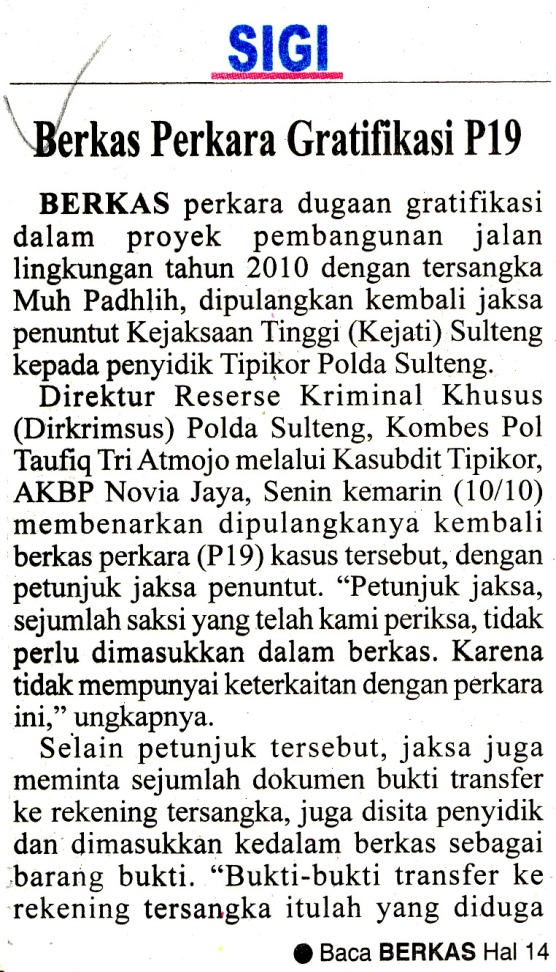 SIGI
Berkas Perkara Gratifikasi P19
BERKAS perkara dugaan gratifikasi
dalam proyek pembangunan jalan
lingkungan tahun 2010 dengan tersangka
Muh Padhlih, dipulangkan kembali jaksa
penuntut Kejaksaan Tinggi (Kejati) Sulteng
kepada penyidik Tipikor Polda Sulteng.
Direktur Reserse Kriminal Khusus
(Dirkrimsus) Polda Sulteng, Kombes Pol
Taufiq Tri Atmojo melalui Kasubdit Tipikor,
AKBP Novia Jaya, Senin kemarin (10/10)
membenarkan dipulangkanya kembali
berkas perkara (P19) kasus tersebut, dengan
petunjuk jaksa penuntut. “Petunjuk jaksa,
sejumlah saksi yang telah kami periksa, tidak
perlu dimasukkan dalam berkas. Karena
tidak mempunyai keterkaitan dengan perkara
ini,” ungkapnya.
Selain petunjuk tersebut, jaksa juga
meminta sejumlah dokumen bukti transfer
ke rekening tersangka, juga disita penyidik
dan dimasukkan kedalam berkas sebagai
barang bukti. “Bukti-bukti transfer ke
rekening tersangka itulah yang diduga
● Baca BERKAS Hal 14